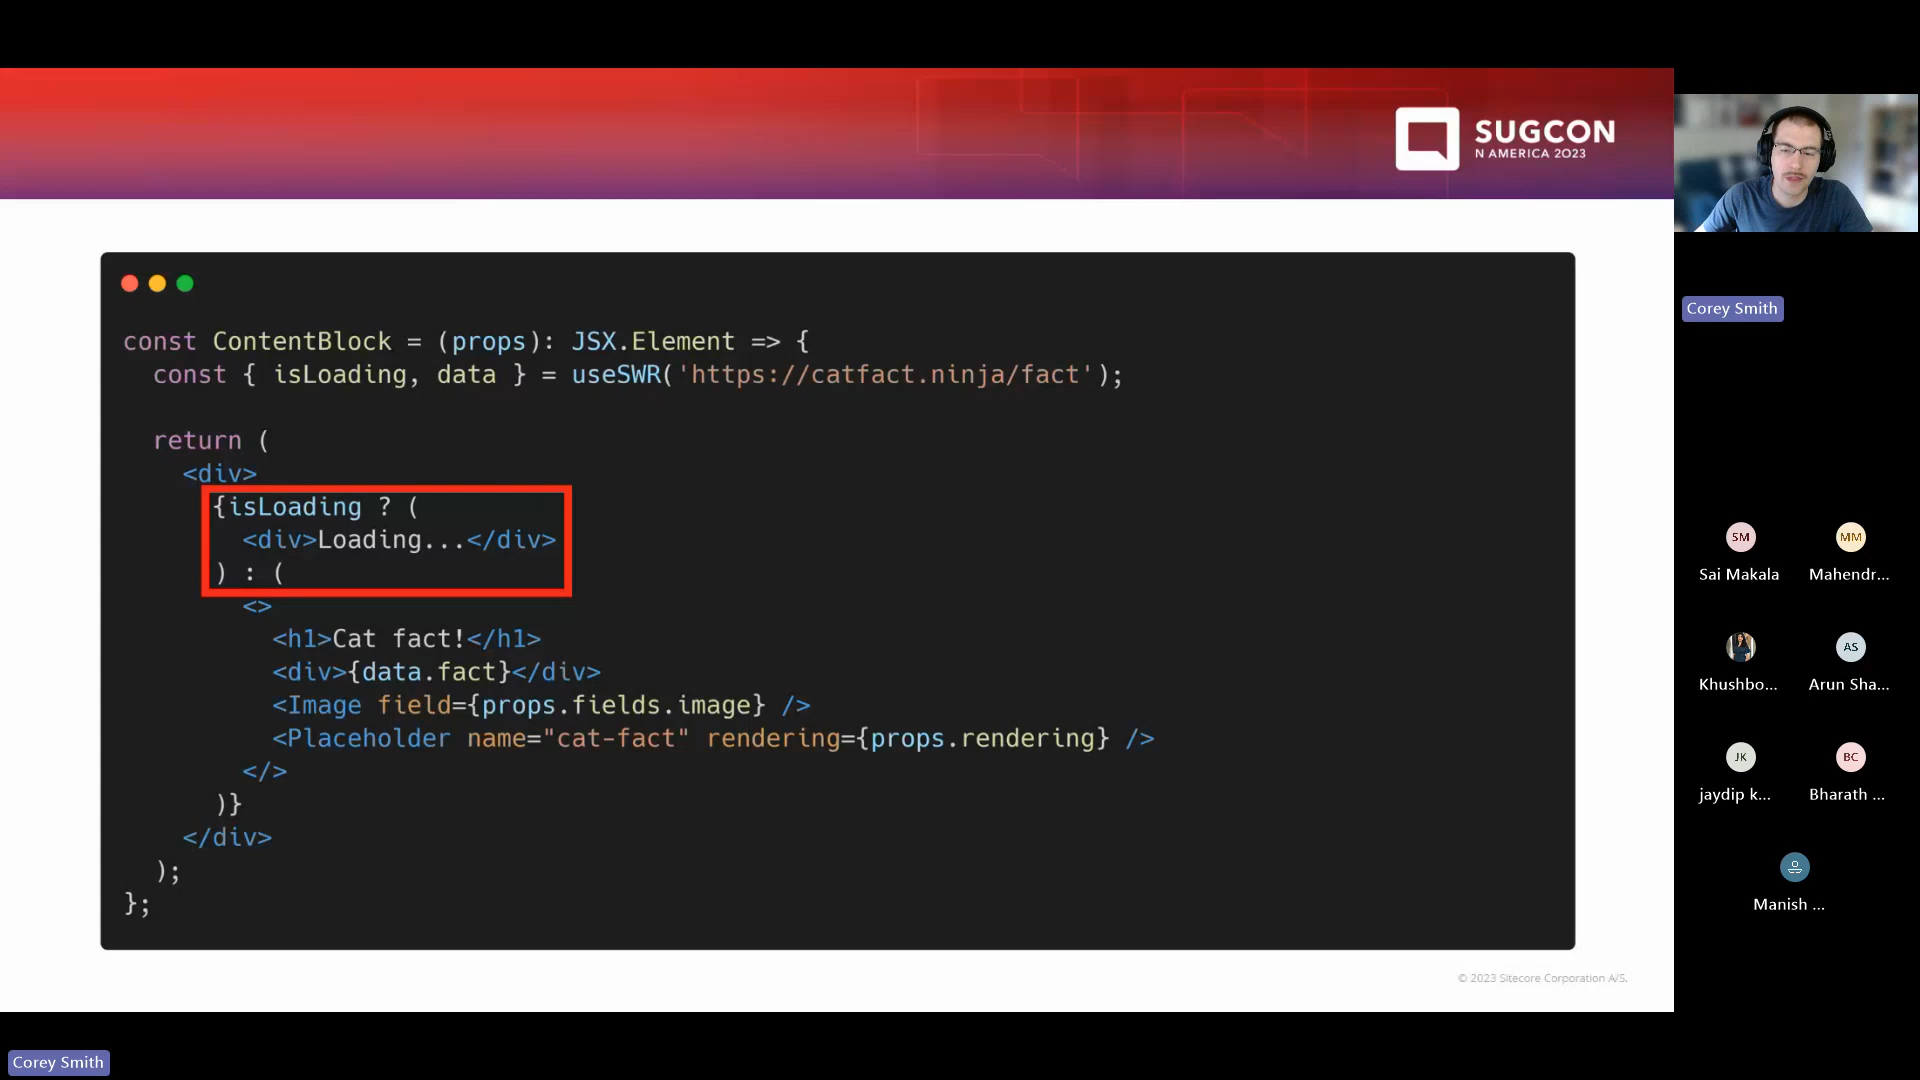 SUGCON
N AMERICA 2023
const ContentBlock = (props): JSX.Element => {
  const { isLoading, data } = useSWR('https://catfact.ninja/fact');
  return (
    <div>
      {isLoading ? (
        <div>Loading...</div>
      ) : (
        <>
          <h1>Cat fact!</h1>
          <div>{data.fact}</div>
          <Image field={props.fields.image} />
          <Placeholder name="cat-fact" rendering={props.rendering} />
        </>
      )}
    </div>
  );
};
© 2023 Sitecore Corporation A/S.
Corey Smith
Corey Smith
SM
MM
Sai Makala
Mahendr...
AS
Khushbo...
Arun Sha...
JK
BC
jaydip k...
Bharath ...
Manish ...